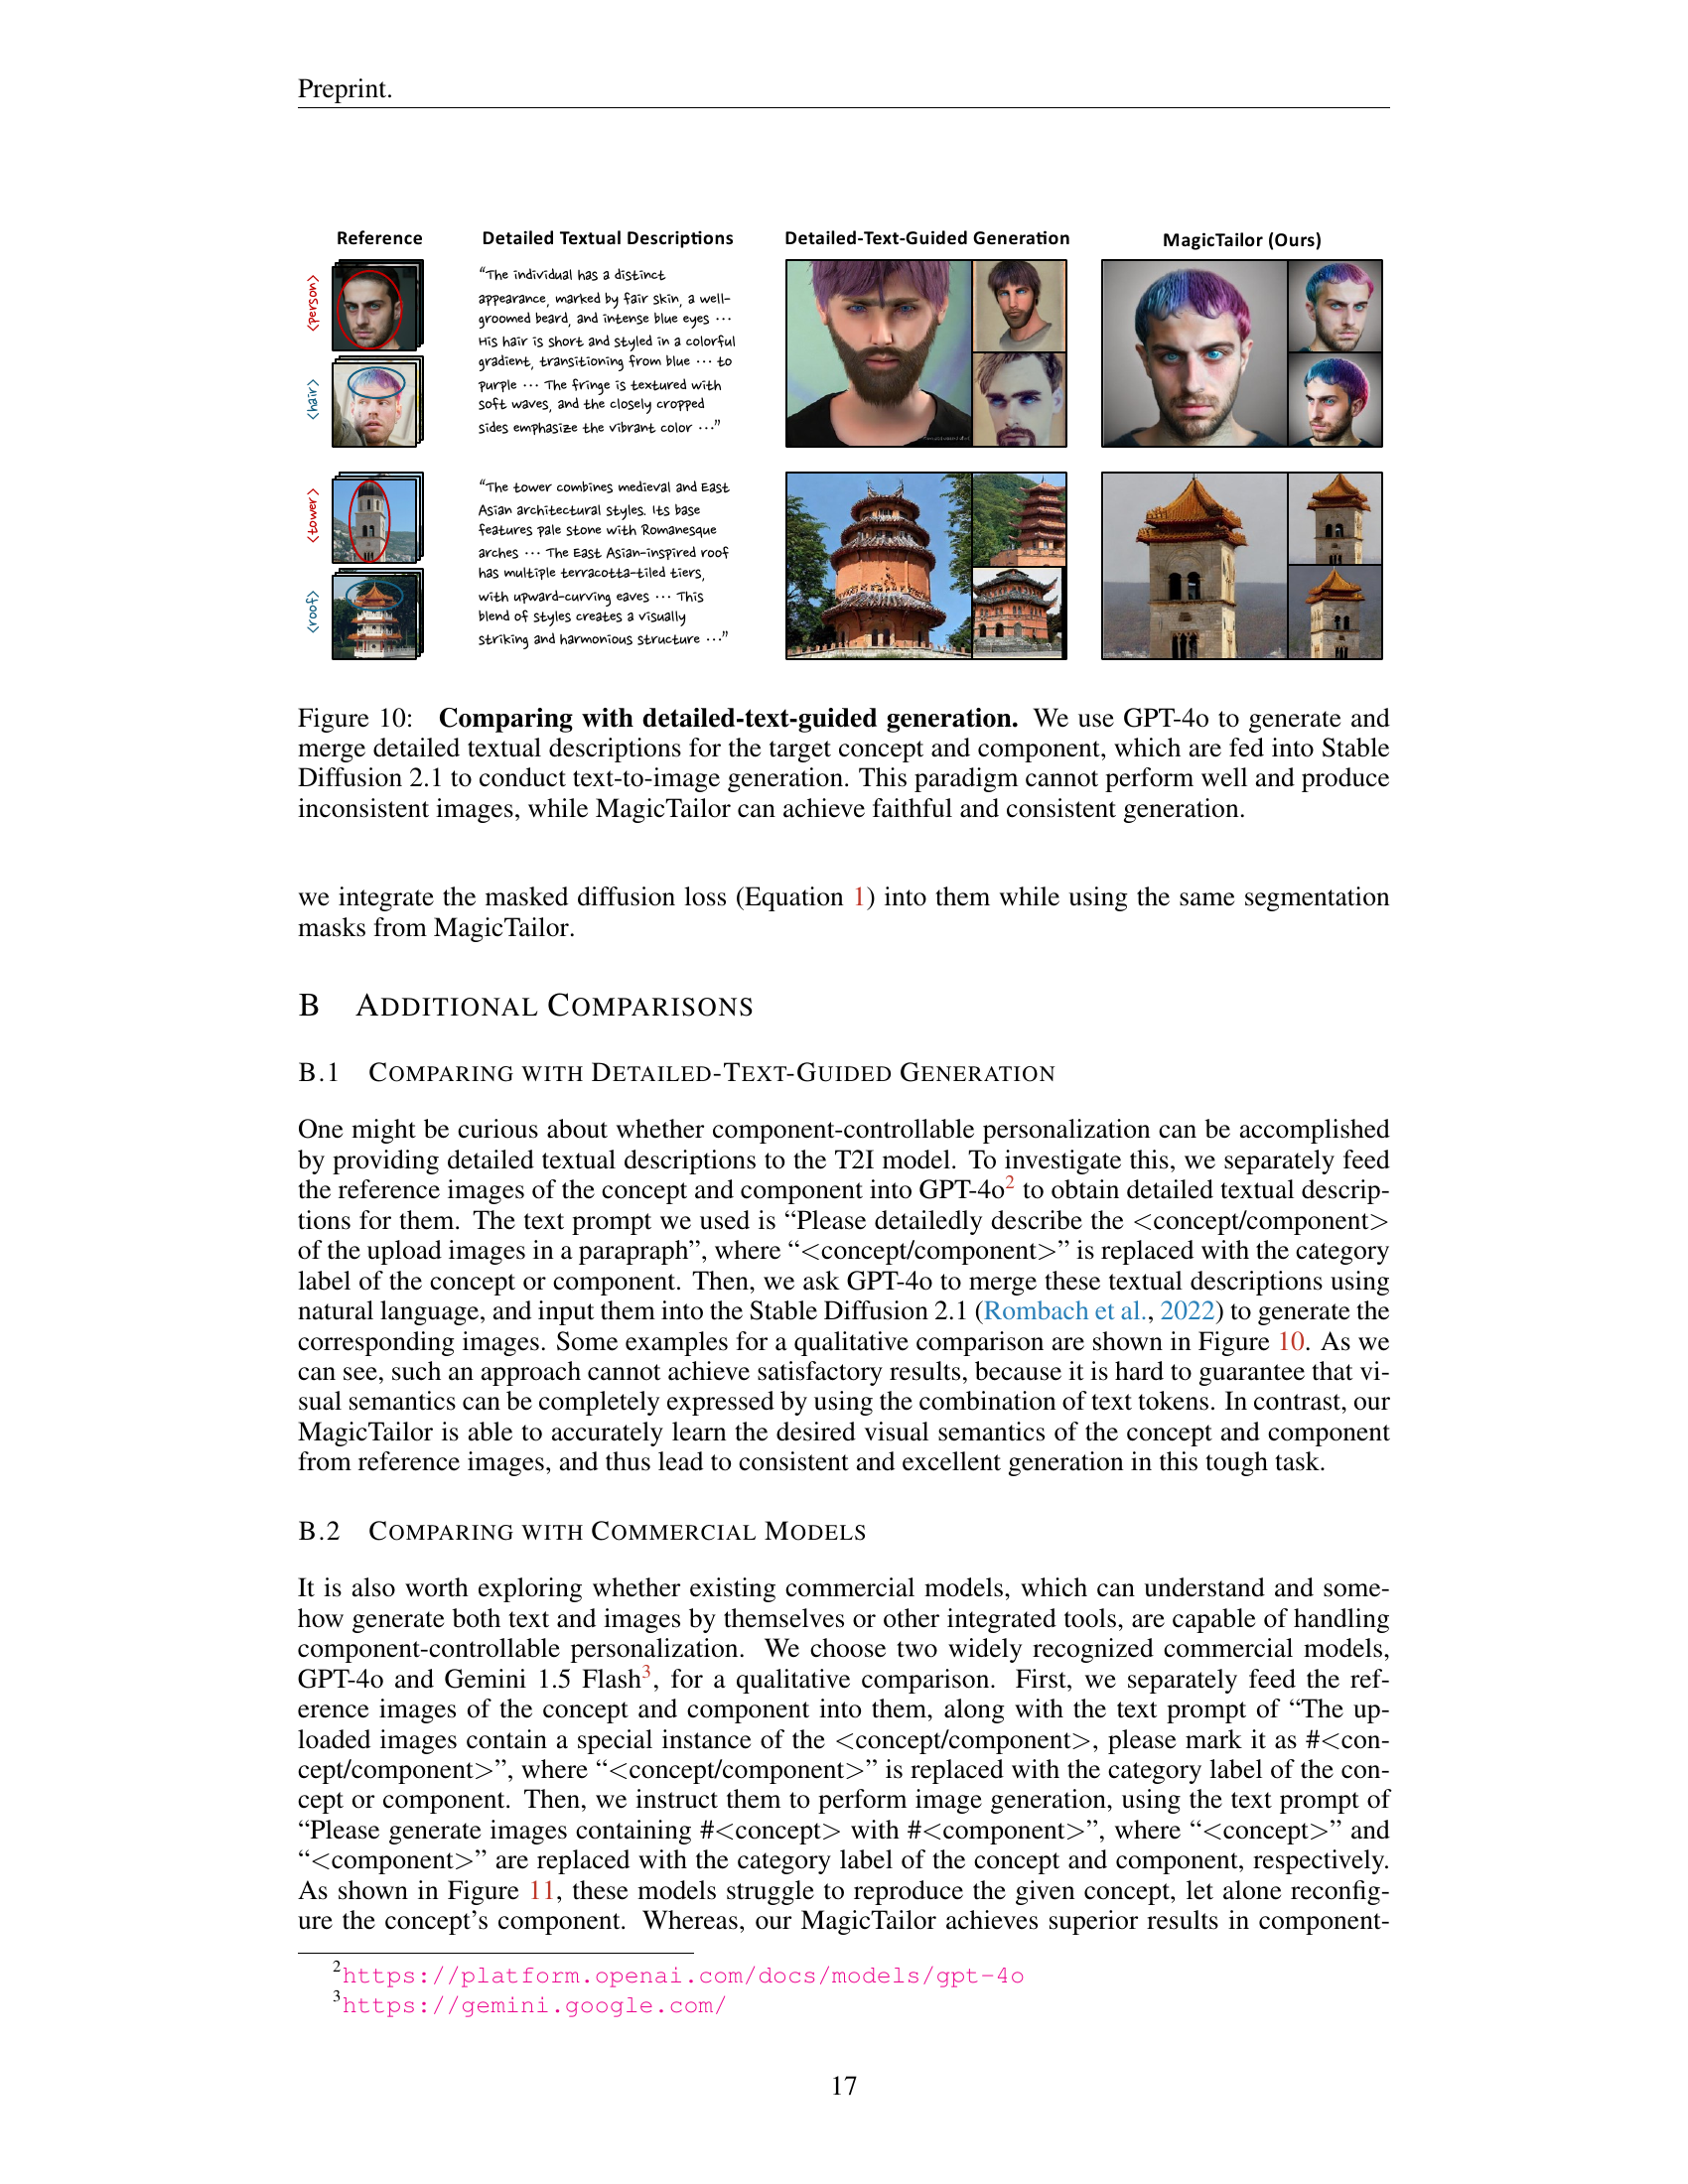 Preprint.
Reference
Detailed Textual Descriptions
Detailed-Text-Guided Generation
MagicTailor (Ours)
<person>
<hair>
“The individual has a distinct
appearance, marked by fair skin, a well-
groomed beard, and intense blue eyes ···
His hair is short and styled in a colorful
gradient, transitioning from blue ··· to
purple ··· The fringe is textured with
soft waves, and the closely cropped
sides emphasize the vibrant color ···”
<tower>
<roof>
“The tower combines medieval and East
Asian architectural styles. Its base
features pale stone with Romanesque
arches ··· The East Asian-inspired roof
has multiple terracotta-tiled tiers,
with upward-curving eaves ··· This
blend of styles creates a visually
striking and harmonious structure ···”
Figure 10: Comparing with detailed-text-guided generation. We use GPT-4o to generate and
merge detailed textual descriptions for the target concept and component, which are fed into Stable
Diffusion 2.1 to conduct text-to-image generation. This paradigm cannot perform well and produce
inconsistent images, while MagicTailor can achieve faithful and consistent generation.
we integrate the masked diffusion loss (Equation 1) into them while using the same segmentation
masks from MagicTailor.
B ADDITIONAL COMPARISONS
B.1 COMPARING WITH DETAILED-TEXT-GUIDED GENERATION
One might be curious about whether component-controllable personalization can be accomplished
by providing detailed textual descriptions to the T2I model. To investigate this, we separately feed
the reference images of the concept and component into GPT-4o2 to obtain detailed textual descrip-
tions for them. The text prompt we used is “Please detailedly describe the <concept/component>
of the upload images in a parapraph”, where “<concept/component>” is replaced with the category
label of the concept or component. Then, we ask GPT-4o to merge these textual descriptions using
natural language, and input them into the Stable Diffusion 2.1 (Rombach et al., 2022) to generate the
corresponding images. Some examples for a qualitative comparison are shown in Figure 10. As we
can see, such an approach cannot achieve satisfactory results, because it is hard to guarantee that vi-
sual semantics can be completely expressed by using the combination of text tokens. In contrast, our
MagicTailor is able to accurately learn the desired visual semantics of the concept and component
from reference images, and thus lead to consistent and excellent generation in this tough task.
B.2 COMPARING WITH COMMERCIAL MODELS
It is also worth exploring whether existing commercial models, which can understand and some-
how generate both text and images by themselves or other integrated tools, are capable of handling
component-controllable personalization. We choose two widely recognized commercial models,
GPT-4o and Gemini 1.5 Flash3, for a qualitative comparison. First, we separately feed the ref-
erence images of the concept and component into them, along with the text prompt of “The up-
loaded images contain a special instance of the <concept/component>, please mark it as #<con-
cept/component>”, where “<concept/component>” is replaced with the category label of the con-
cept or component. Then, we instruct them to perform image generation, using the text prompt of
“Please generate images containing #<concept> with #<component>”, where “<concept>” and
“<component>” are replaced with the category label of the concept and component, respectively.
As shown in Figure 11, these models struggle to reproduce the given concept, let alone reconfig-
ure the concept’s component. Whereas, our MagicTailor achieves superior results in component-
2https://platform.openai.com/docs/models/gpt-4o
3https://gemini.google.com/
17